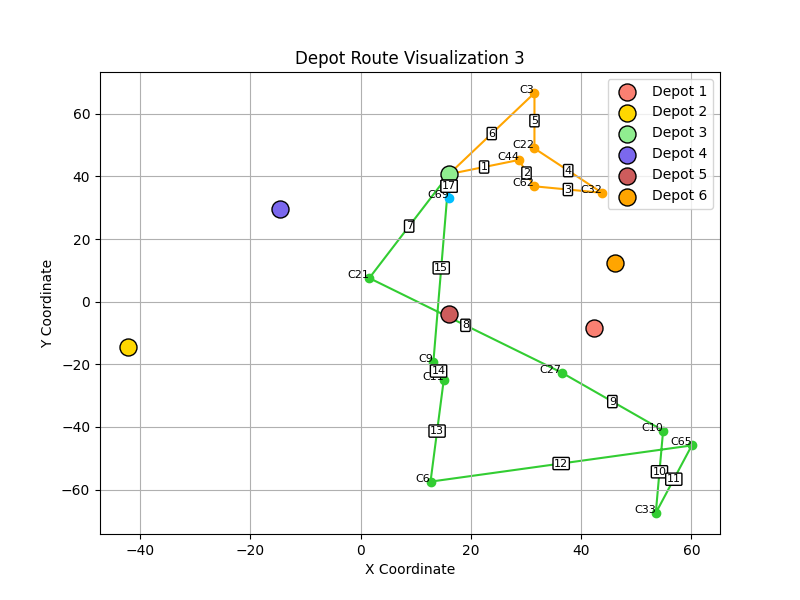 Depot Route Visualization 3
Depot 1
Depot 2
Depot 3
Depot 4
Depot 5
Depot 6
C3
6
5
C22
C44
1
2
4
C62
3
C32
17
C69
7
15
C21
8
C9
14
C11
C27
9
13
C10
C65
12
10
11
C6
C33
60
40
20
0
−20
−40
−60
−40
−20
0
20
40
60
X Coordinate
Y Coordinate